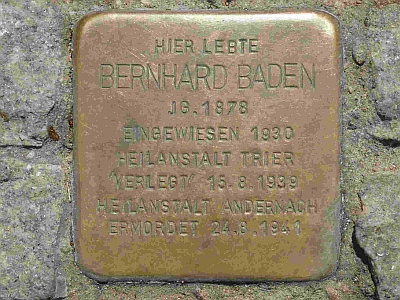 HIER LEBTE
BERNHARD BADEN
JG. 1878
EINGEWIESEN 1930
HEILANSTALT TRIER
'VERLEGT' 15.8.1939
HEILANSTALT ANDERNACH
ERMORDET 24.8.1941